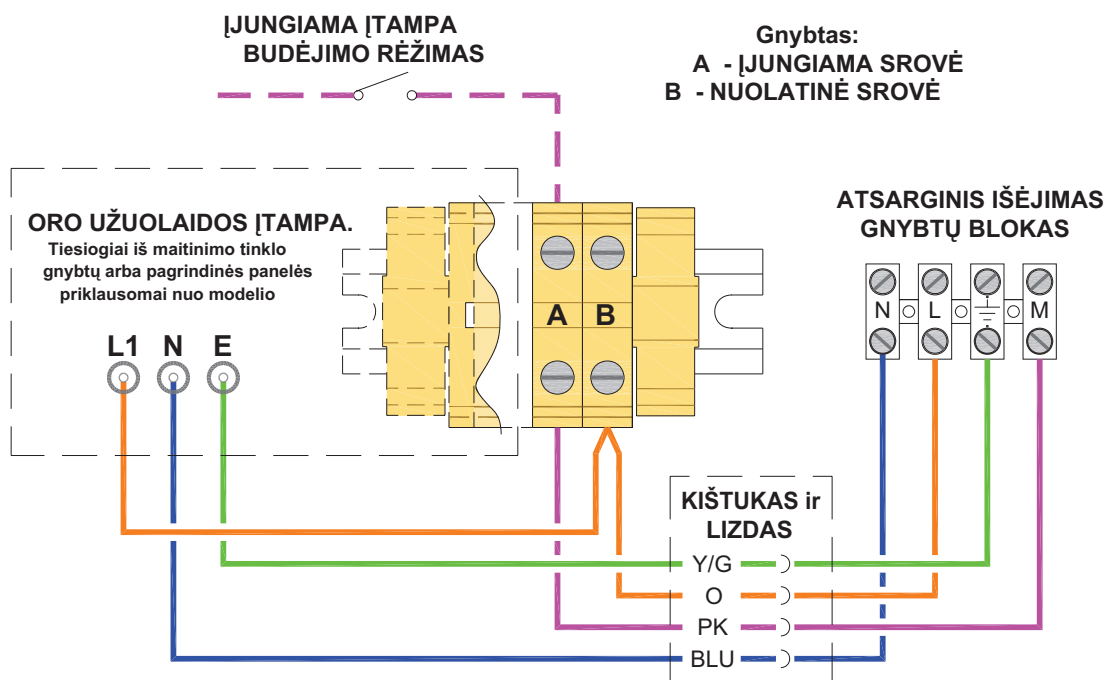 ĮJUNGIAMA ĮTAMPA
BUDĖJIMO RĖŽIMAS
Gnybtas:
A - ĮJUNGIAMA SROVĖ
B - NUOLATINĖ SROVĖ
ORO UŽUOLAIDOS ĮTAMPA.
Tiesiogiai iš maitinimo tinklo
gnybtų arba pagrindinės panelės
priklausomai nuo modelio
L1 N E
A B
ATSARGINIS IŠĖJIMAS
GNYBTŲ BLOKAS
N L M
KIŠTUKAS ir
LIZDAS
Y/G
O
PK
BLU